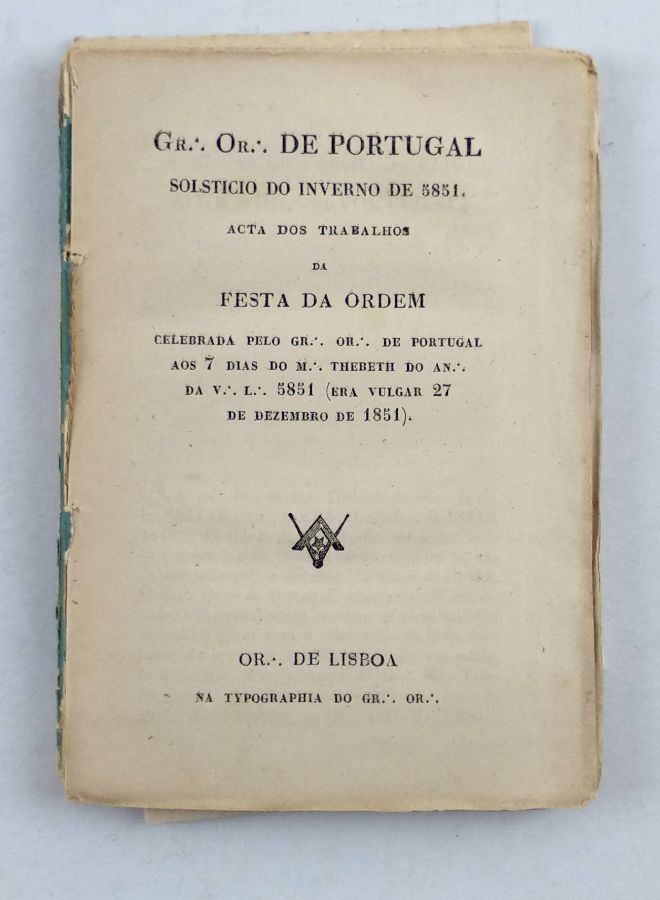 GR.·. OR.·. DE PORTUGAL
SOLSTICIO DO INVERNO DE 5851.
ACTA DOS TRABALHOS
DA
FESTA DA ORDEM
CELEBRADA PELO GR.·. OR.·. DE PORTUGAL
AOS 7 DIAS DO M.·. THEBETH DO AN.·.
DA V.·. L.·. 5851 (ERA VULGAR 27
DE DEZEMBRO DE 1851).
OR.·. DE LISBOA
NA TYPOGRAPHIA DO GR.·. OR.·.